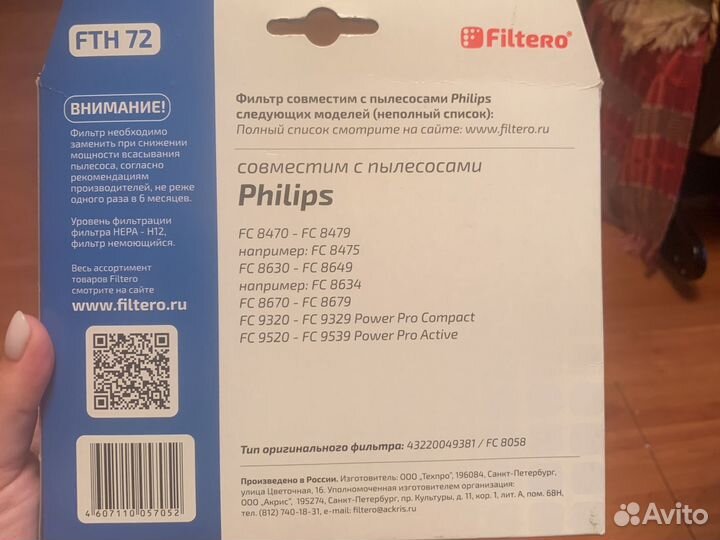 FTH 72
FILTERO
ВНИМАНИЕ!
Фильтр необходимо
заменить при снижении
мощности всасывания
пылесоса, согласно
рекомендациям
производителей, не реже
одного раза в 6 месяцев.
Уровень фильтрации
фильтра HEPA - H12,
фильтр немоющийся.
Весь ассортимент
товаров Filtero
смотрите на сайте
www.filtero.ru
4 607110 057052
Фильтр совместим с пылесосами Philips
следующих моделей (неполный список):
Полный список смотрите на сайте: www.filtero.ru
совместим с пылесосами
Philips
FC 8470 - FC 8479
например: FC 8475
FC 8630 - FC 8649
например: FC 8634
FC 8670 - FC 8679
FC 9320 - FC 9329 Power Pro Compact
FC 9520 - FC 9539 Power Pro Active
Тип оригинального фильтра: 43220049381 / FC 8058
Произведено в России. Изготовитель: ООО „Техпро", 196084, Санкт-Петербург,
улица Цветочная, 16. Уполномоченная изготовителем организация:
ООО „Акрис", 195274, Санкт-Петербург, пр. Культуры, д. 11, кор. 1, лит. А, пом. 68Н,
тел. (812) 740-18-31, e-mail: filtero@ackris.ru
Avito